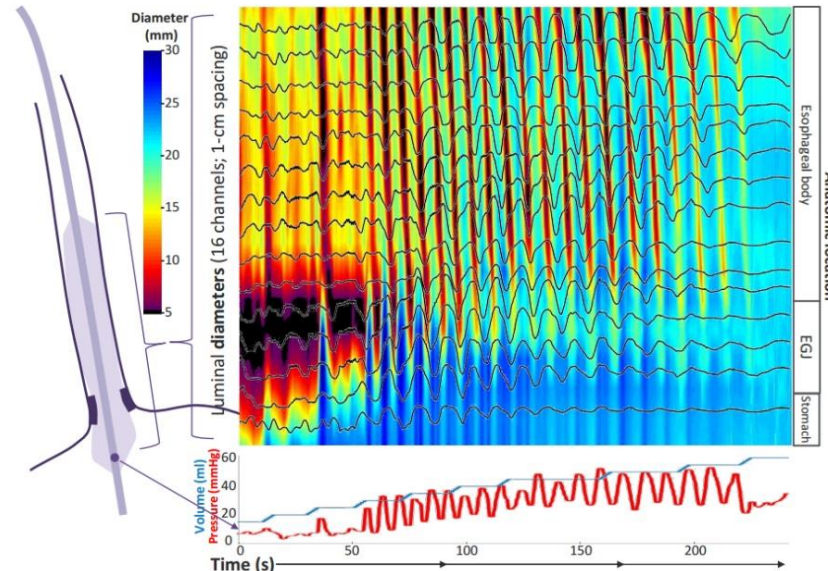 Diameter
(mm)
30
25
20
15
10
5
Luminal diameters (16 channels; 1-cm spacing)
Esophageal body
EGJ
Stomach
Volume (ml)
Pressure (mmHg)
60
40
20
0
0
50
100
150
200
Time (s)